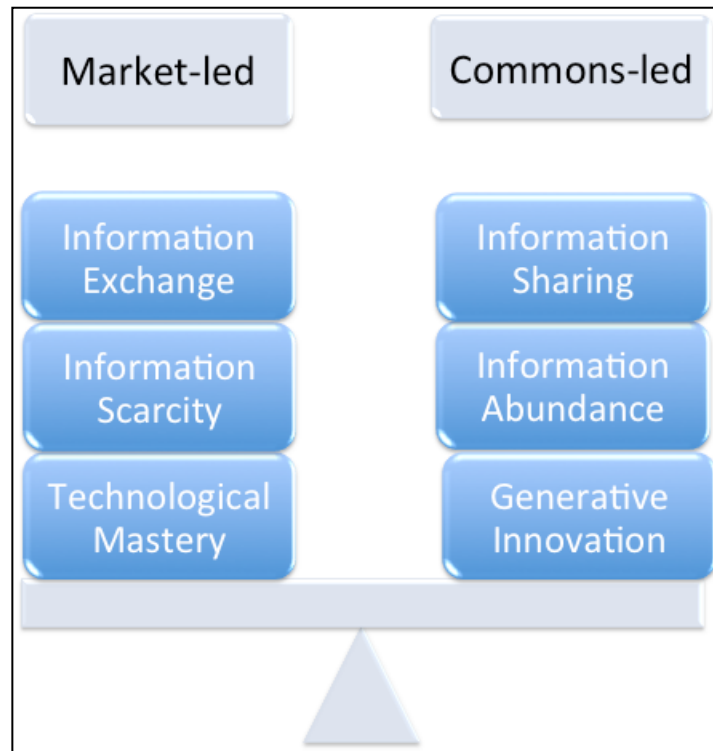 Market-led
Commons-led
Information
Exchange
Information
Sharing
Information
Scarcity
Information
Abundance
Technological
Mastery
Generative
Innovation